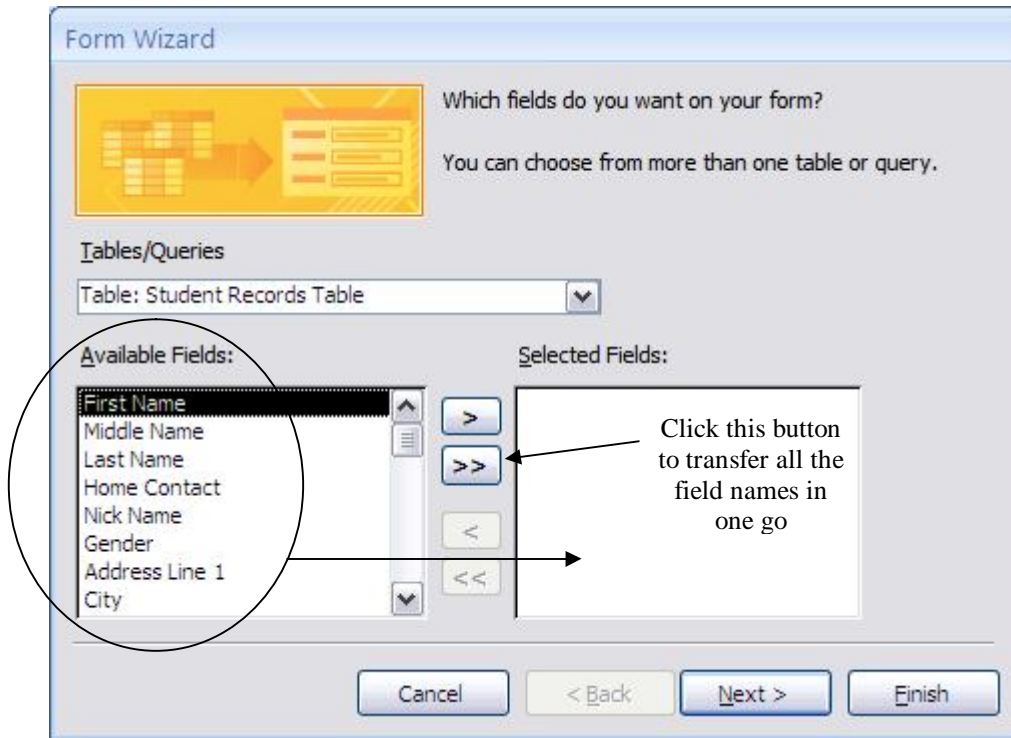 Form Wizard
Which fields do you want on your form?
You can choose from more than one table or query.
Tables/Queries
Table: Student Records Table
Available Fields:
First Name
Middle Name
Last Name
Home Contact
Nick Name
Gender
Address Line 1
City
>
>>
<
<<
Selected Fields:
Click this button
to transfer all the
field names in
one go
Cancel
< Back
Next >
Finish